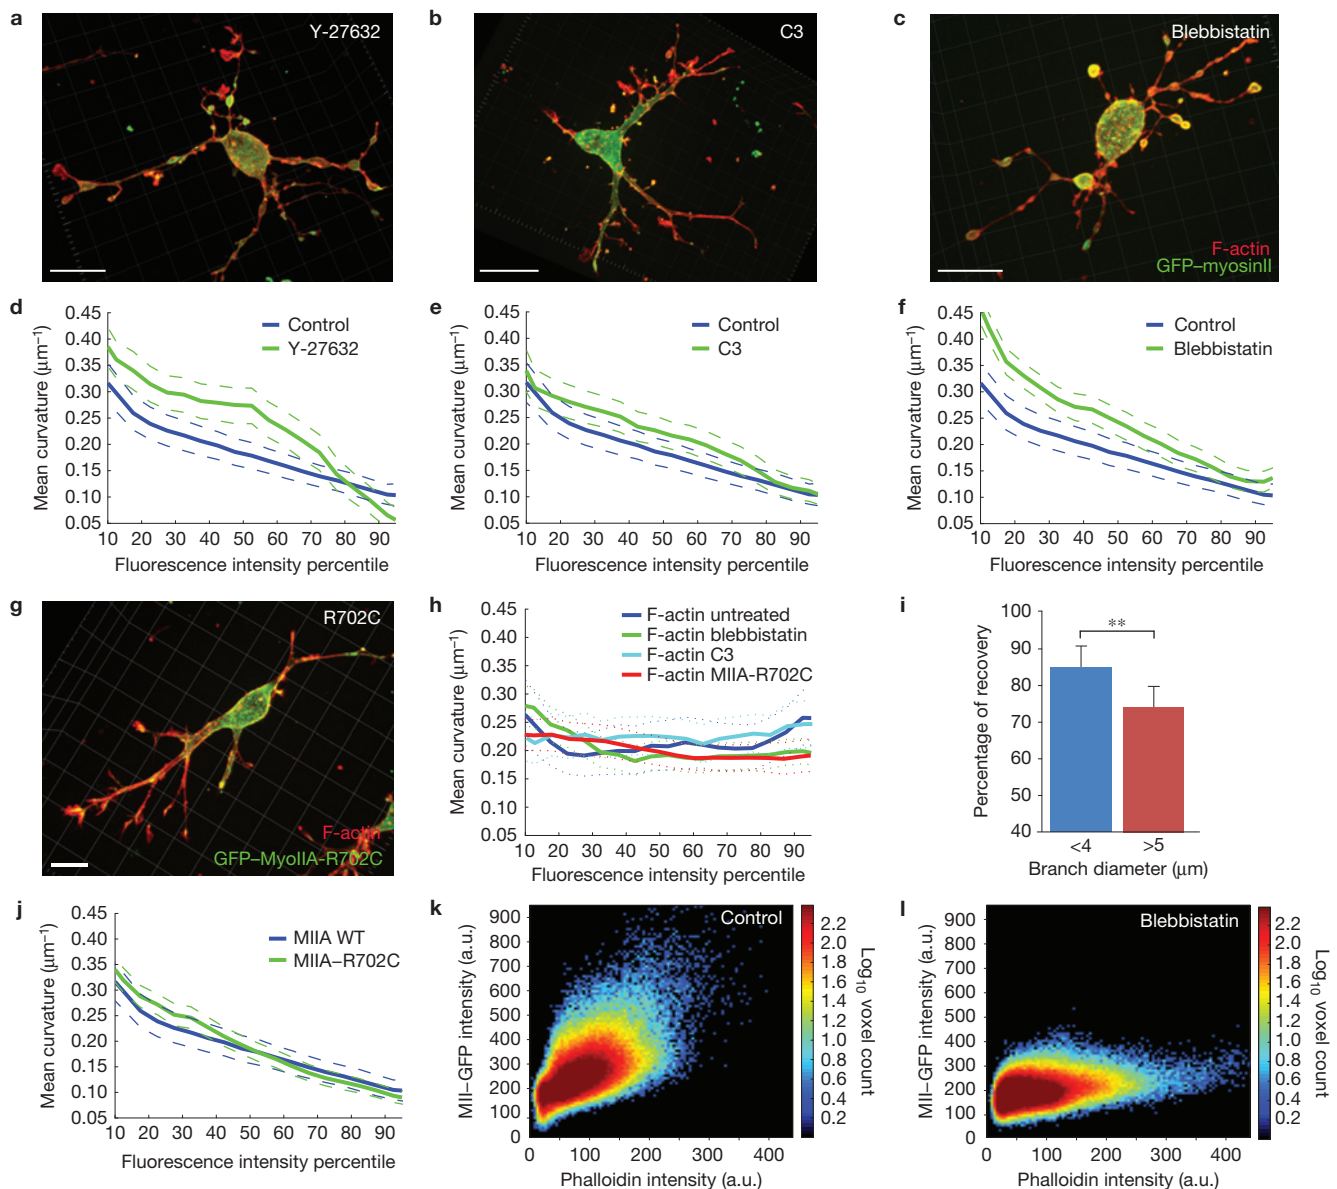 a
Y-27632
b
C3
c
Blebbistatin
F-actin
GFP–myosinII
d
Mean curvature (μm⁻¹)
0.45
0.40
0.35
0.30
0.25
0.20
0.15
0.10
0.05
Control
Y-27632
10 20 30 40 50 60 70 80 90
Fluorescence intensity percentile
e
Mean curvature (μm⁻¹)
0.45
0.40
0.35
0.30
0.25
0.20
0.15
0.10
0.05
Control
C3
10 20 30 40 50 60 70 80 90
Fluorescence intensity percentile
f
Mean curvature (μm⁻¹)
0.45
0.40
0.35
0.30
0.25
0.20
0.15
0.10
0.05
Control
Blebbistatin
10 20 30 40 50 60 70 80 90
Fluorescence intensity percentile
g
R702C
F-actin
GFP–MyoIIA-R702C
h
Mean curvature (μm⁻¹)
0.45
0.40
0.35
0.30
0.25
0.20
0.15
0.10
0.05
F-actin untreated
F-actin blebbistatin
F-actin C3
F-actin MIIA-R702C
10 20 30 40 50 60 70 80 90
Fluorescence intensity percentile
i
Percentage of recovery
100
90
80
70
60
50
40
**
<4 >5
Branch diameter (μm)
j
Mean curvature (μm⁻¹)
0.45
0.40
0.35
0.30
0.25
0.20
0.15
0.10
0.05
MIIA WT
MIIA–R702C
10 20 30 40 50 60 70 80 90
Fluorescence intensity percentile
k
MII–GFP intensity (a.u.)
900
800
700
600
500
400
300
200
100
0
Control
0 100 200 300 400
Phalloidin intensity (a.u.)
2.2
2.0
1.8
1.6
1.4
1.2
1.0
0.8
0.6
0.4
0.2
Log₁₀ voxel count
l
MII–GFP intensity (a.u.)
900
800
700
600
500
400
300
200
100
0
Blebbistatin
0 100 200 300 400
Phalloidin intensity (a.u.)
2.2
2.0
1.8
1.6
1.4
1.2
1.0
0.8
0.6
0.4
0.2
Log₁₀ voxel count